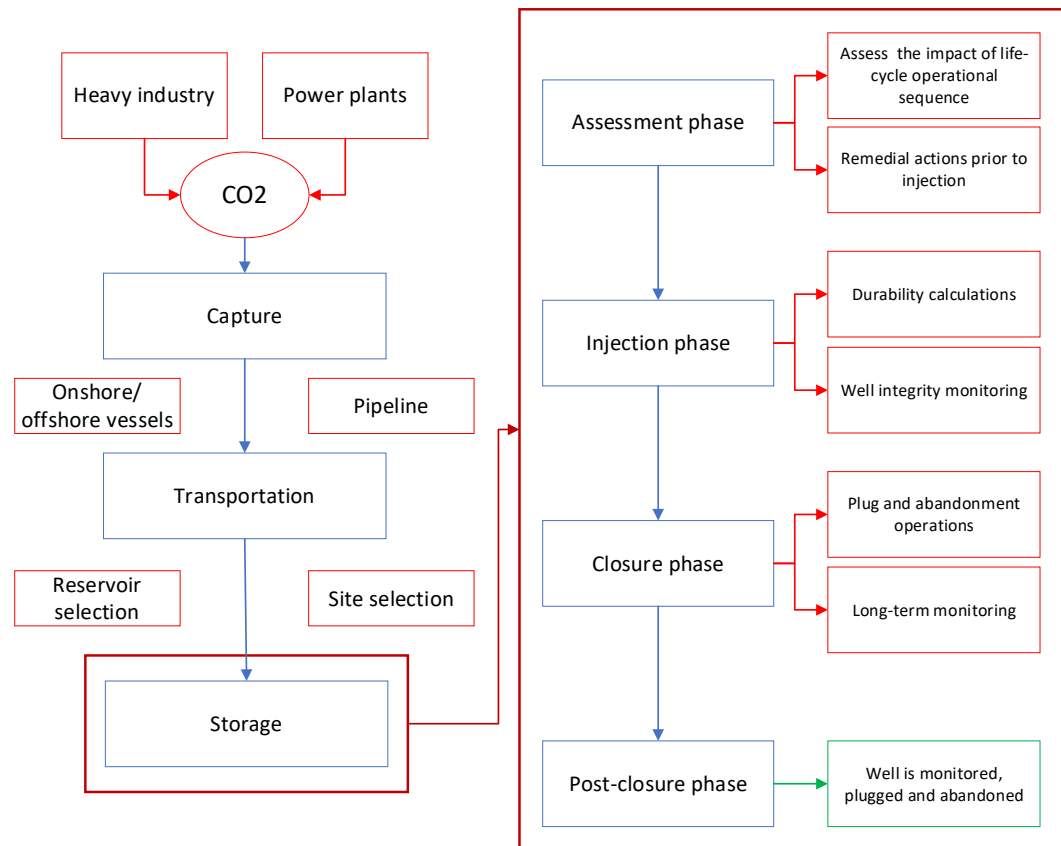 Heavy industry
Power plants
CO2
Capture
Onshore/
offshore vessels
Pipeline
Transportation
Reservoir
selection
Site selection
Storage
Assessment phase
Assess the impact of life-
cycle operational
sequence
Remedial actions prior to
injection
Injection phase
Durability calculations
Well integrity monitoring
Closure phase
Plug and abandonment
operations
Long-term monitoring
Post-closure phase
Well is monitored,
plugged and abandoned